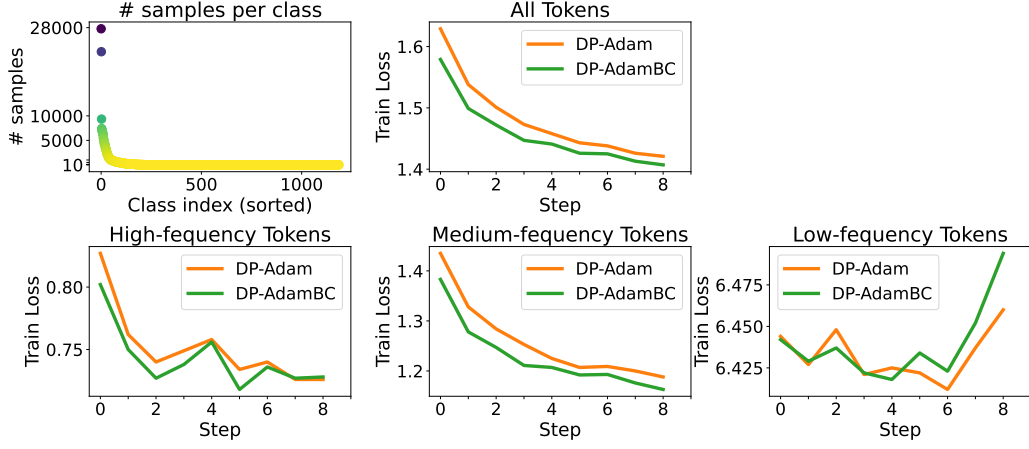 # samples per class
28000
10000
5000
10
# samples
0
500
1000
Class index (sorted)
All Tokens
DP-Adam
DP-AdamBC
1.6
1.5
1.4
Train Loss
0 2 4 6 8
Step
High-fequency Tokens
DP-Adam
DP-AdamBC
0.80
0.75
Train Loss
0 2 4 6 8
Step
Medium-fequency Tokens
DP-Adam
DP-AdamBC
1.4
1.3
1.2
Train Loss
0 2 4 6 8
Step
Low-fequency Tokens
DP-Adam
DP-AdamBC
6.475
6.450
6.425
Train Loss
0 2 4 6 8
Step